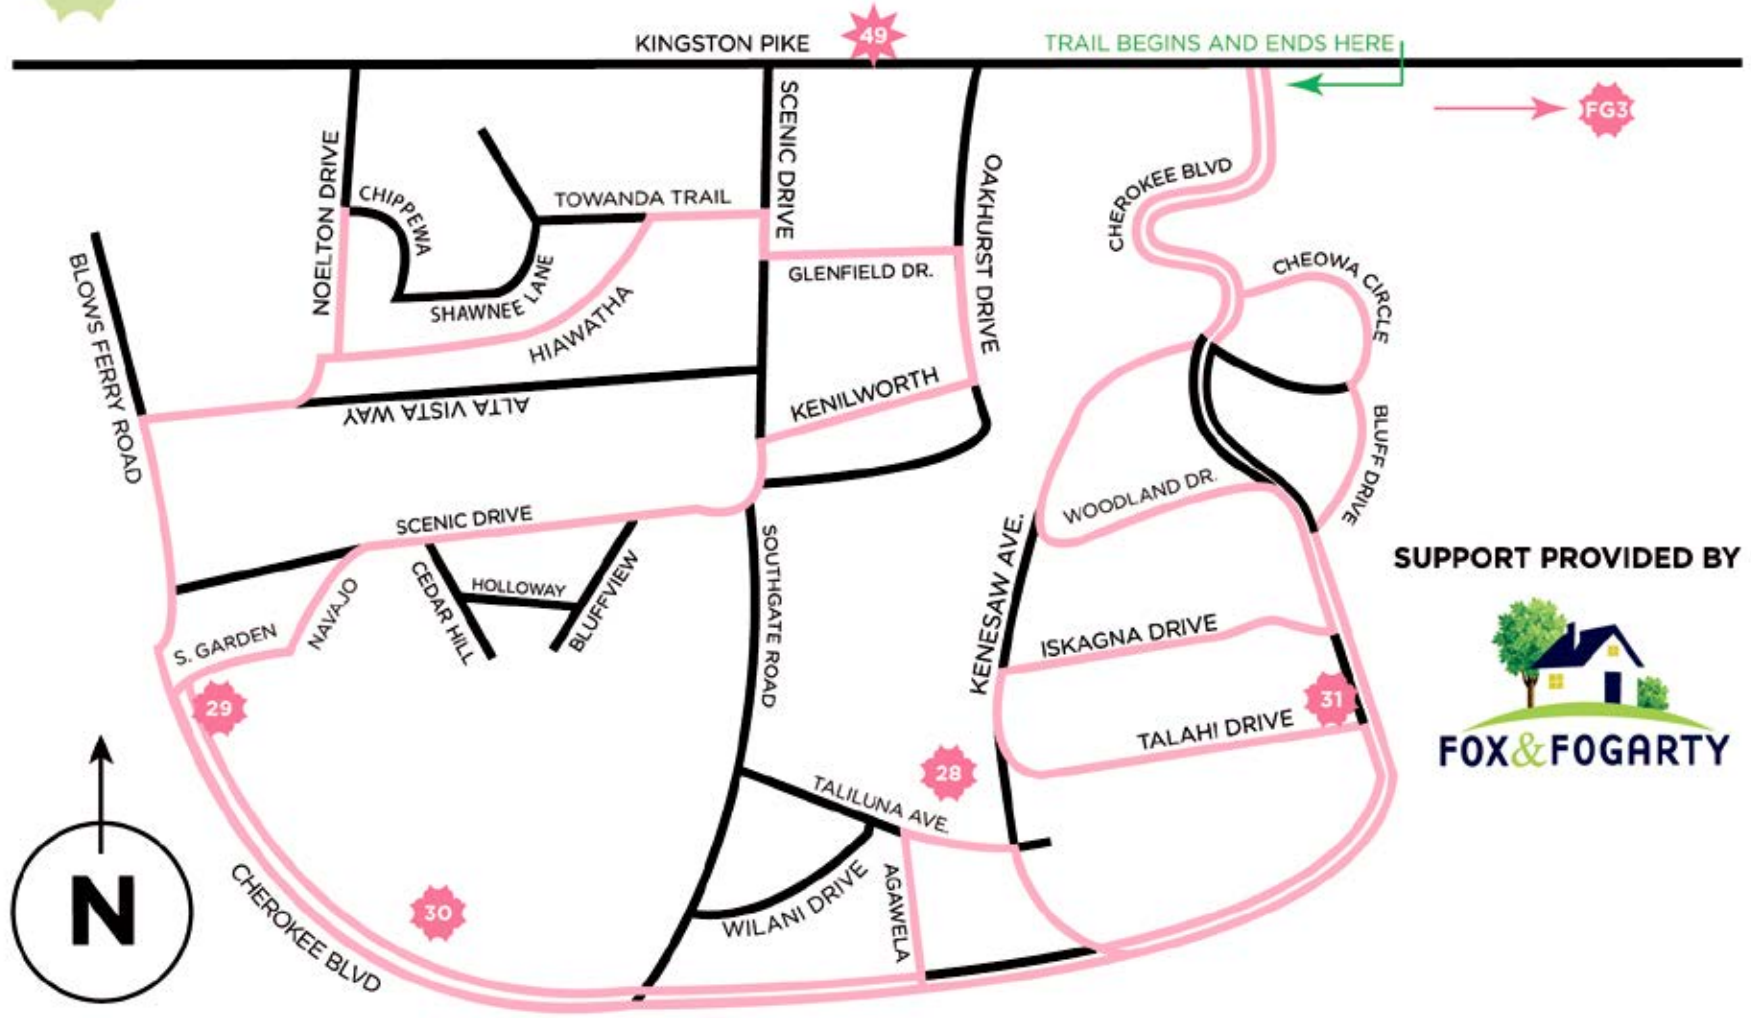 KINGSTON PIKE
49
TRAIL BEGINS AND ENDS HERE
FG3
SCENIC DRIVE
NOELTON DRIVE
CHIPPEWA
TOWANDA TRAIL
OAKHURST DRIVE
CHEROKEE BLVD
BLOWS FERRY ROAD
SHAWNEE LANE
HIAWATHA
GLENFIELD DR.
CHEOWA CIRCLE
ALTA VISTA WAY
KENILWORTH
BLUFF DRIVE
WOODLAND DR.
SCENIC DRIVE
SOUTHGATE ROAD
KENESAW AVE.
SUPPORT PROVIDED BY
CEDAR HILL
HOLLOWAY
BLUFFVIEW
NAVAJO
S. GARDEN
ISKAGNA DRIVE
29
31
TALAHI DRIVE
FOX&FOGARTY
28
TALILUNA AVE.
N
CHEROKEE BLVD
30
WILANI DRIVE
AGAWELA